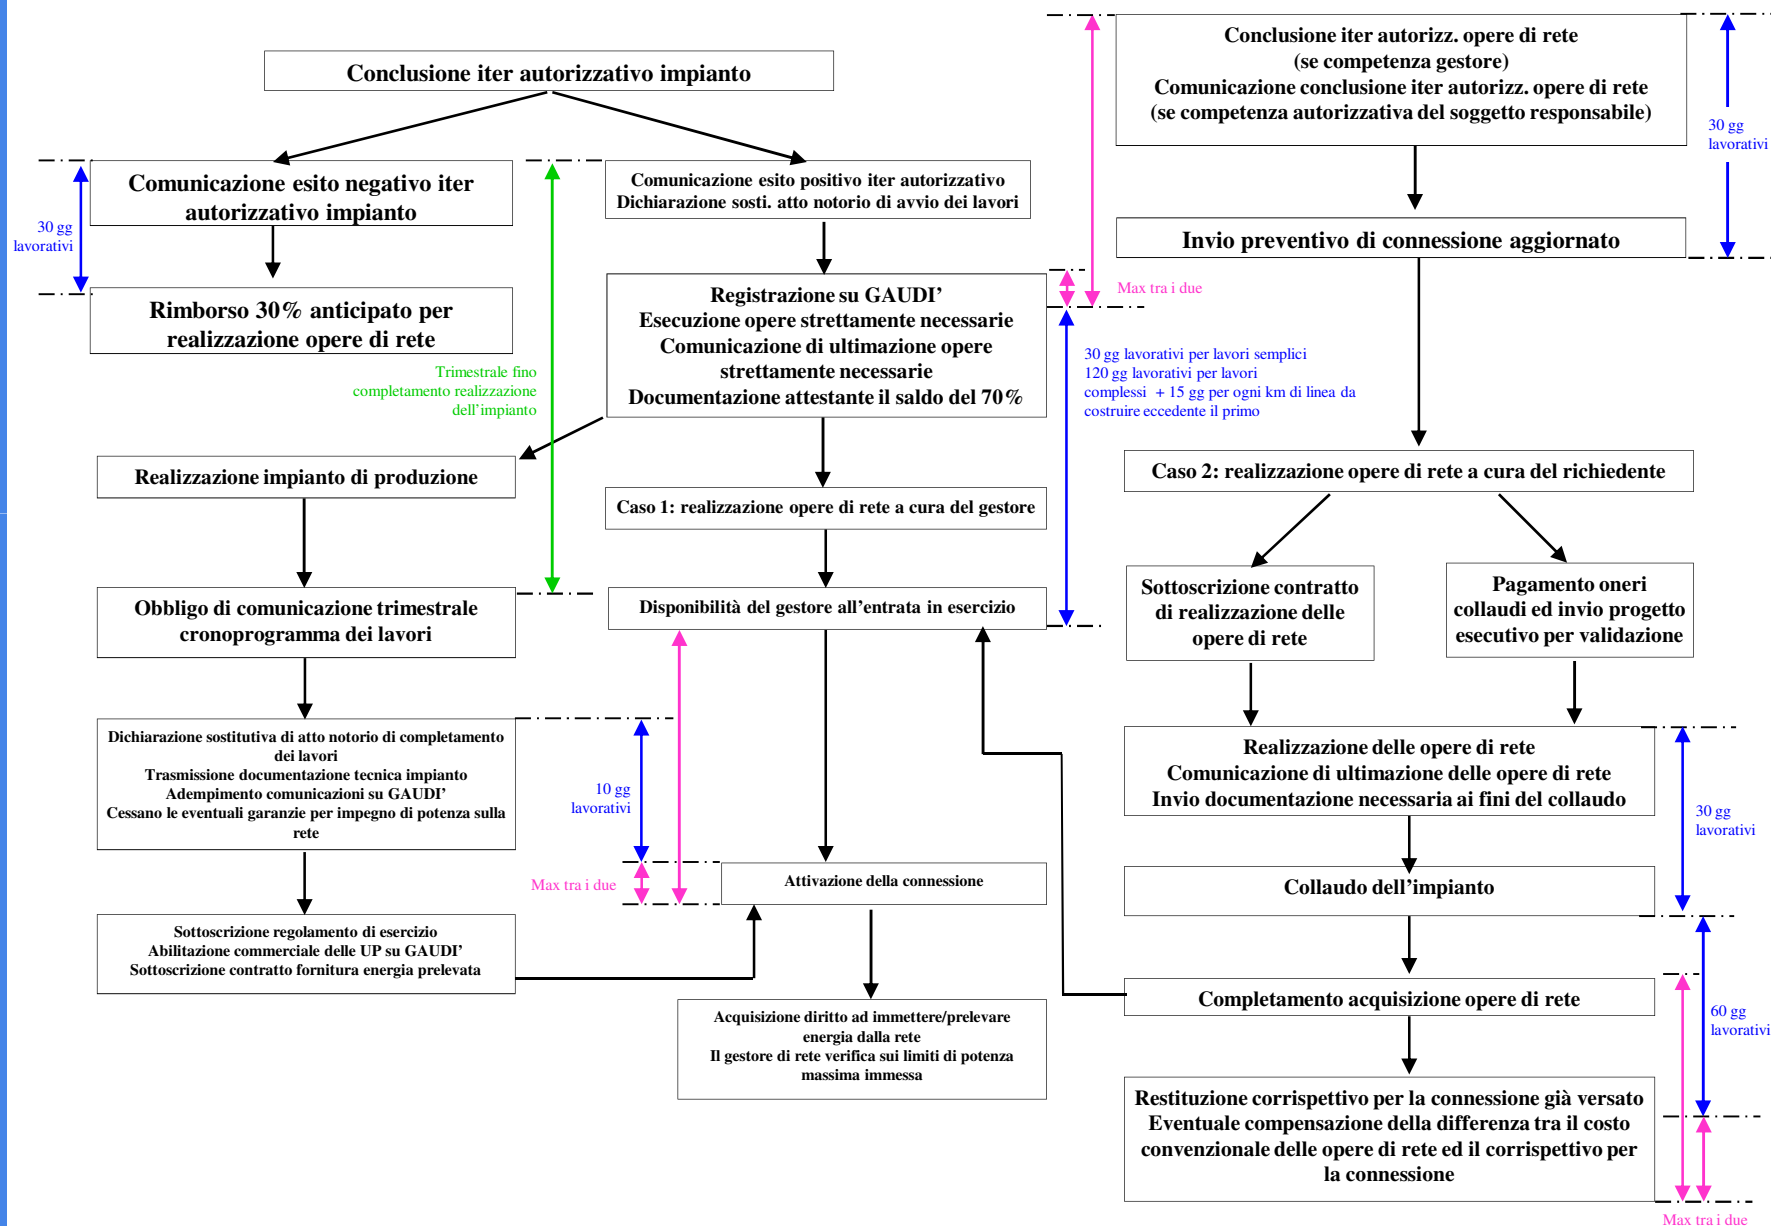 Conclusione iter autorizzativo impianto
Conclusione iter autorizz. opere di rete
(se competenza gestore)
Comunicazione conclusione iter autorizz. opere di rete
(se competenza autorizzativa del soggetto responsabile)
30 gg
lavorativi
30 gg
lavorativi
Comunicazione esito negativo iter
autorizzativo impianto
Comunicazione esito positivo iter autorizzativo
Dichiarazione sosti. atto notorio di avvio dei lavori
Invio preventivo di connessione aggiornato
Rimborso 30% anticipato per
realizzazione opere di rete
Registrazione su GAUDI’
Esecuzione opere strettamente necessarie
Comunicazione di ultimazione opere
strettamente necessarie
Documentazione attestante il saldo del 70%
Max tra i due
Trimestrale fino
completamento realizzazione
dell’impianto
30 gg lavorativi per lavori semplici
120 gg lavorativi per lavori
complessi + 15 gg per ogni km di linea da
costruire eccedente il primo
Realizzazione impianto di produzione
Caso 1: realizzazione opere di rete a cura del gestore
Caso 2: realizzazione opere di rete a cura del richiedente
Obbligo di comunicazione trimestrale
cronoprogramma dei lavori
Disponibilità del gestore all’entrata in esercizio
Sottoscrizione contratto
di realizzazione delle
opere di rete
Pagamento oneri
collaudi ed invio progetto
esecutivo per validazione
Dichiarazione sostitutiva di atto notorio di completamento
dei lavori
Trasmissione documentazione tecnica impianto
Adempimento comunicazioni su GAUDI’
Cessano le eventuali garanzie per impegno di potenza sulla
rete
10 gg
lavorativi
Realizzazione delle opere di rete
Comunicazione di ultimazione delle opere di rete
Invio documentazione necessaria ai fini del collaudo
30 gg
lavorativi
Max tra i due
Attivazione della connessione
Collaudo dell’impianto
Sottoscrizione regolamento di esercizio
Abilitazione commerciale delle UP su GAUDI’
Sottoscrizione contratto fornitura energia prelevata
Completamento acquisizione opere di rete
60 gg
lavorativi
Acquisizione diritto ad immettere/prelevare
energia dalla rete
Il gestore di rete verifica sui limiti di potenza
massima immessa
Restituzione corrispettivo per la connessione già versato
Eventuale compensazione della differenza tra il costo
convenzionale delle opere di rete ed il corrispettivo per
la connessione
Max tra i due